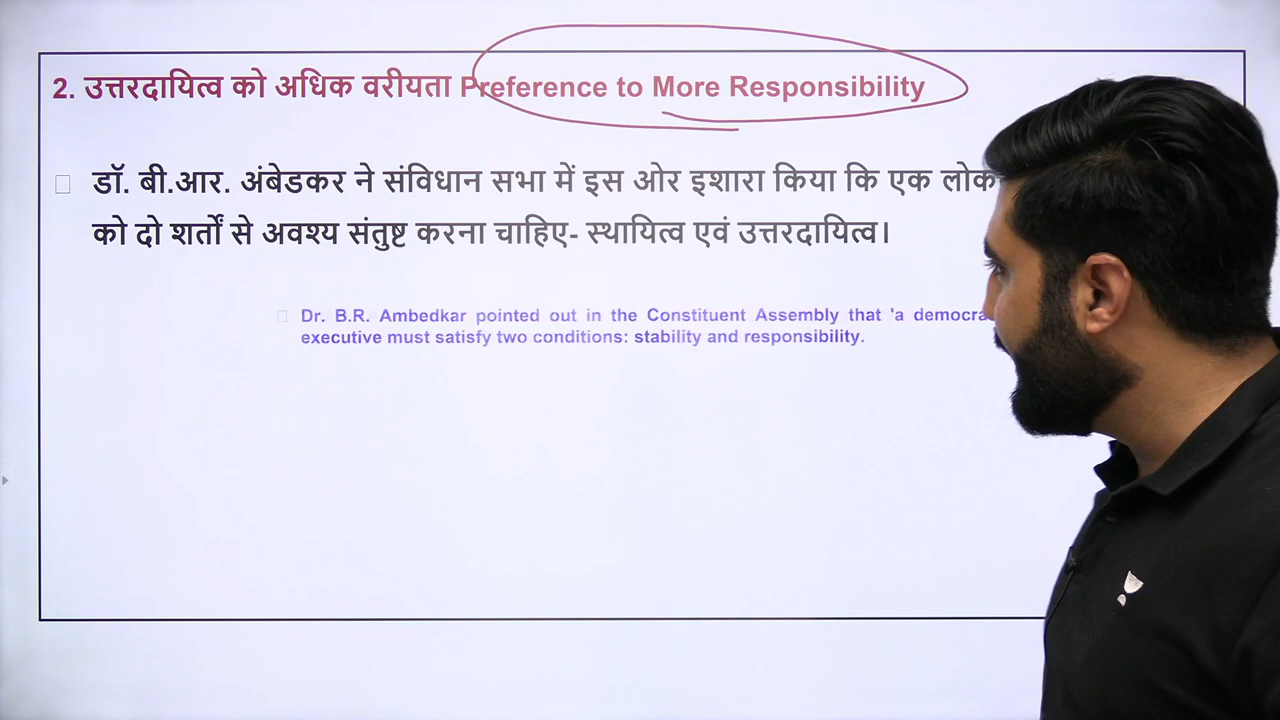 2. उत्तरदायित्व को अधिक वरीयता Preference to More Responsibility
डॉ. बी.आर. अंबेडकर ने संविधान सभा में इस ओर इशारा किया कि एक
को दो शर्तों से अवश्य संतुष्ट करना चाहिए- स्थायित्व एवं उत्तरदायित्व।
Dr. B.R. Ambedkar pointed out in the Constituent Assembly that 'a
executive must satisfy two conditions: stability and responsibility.